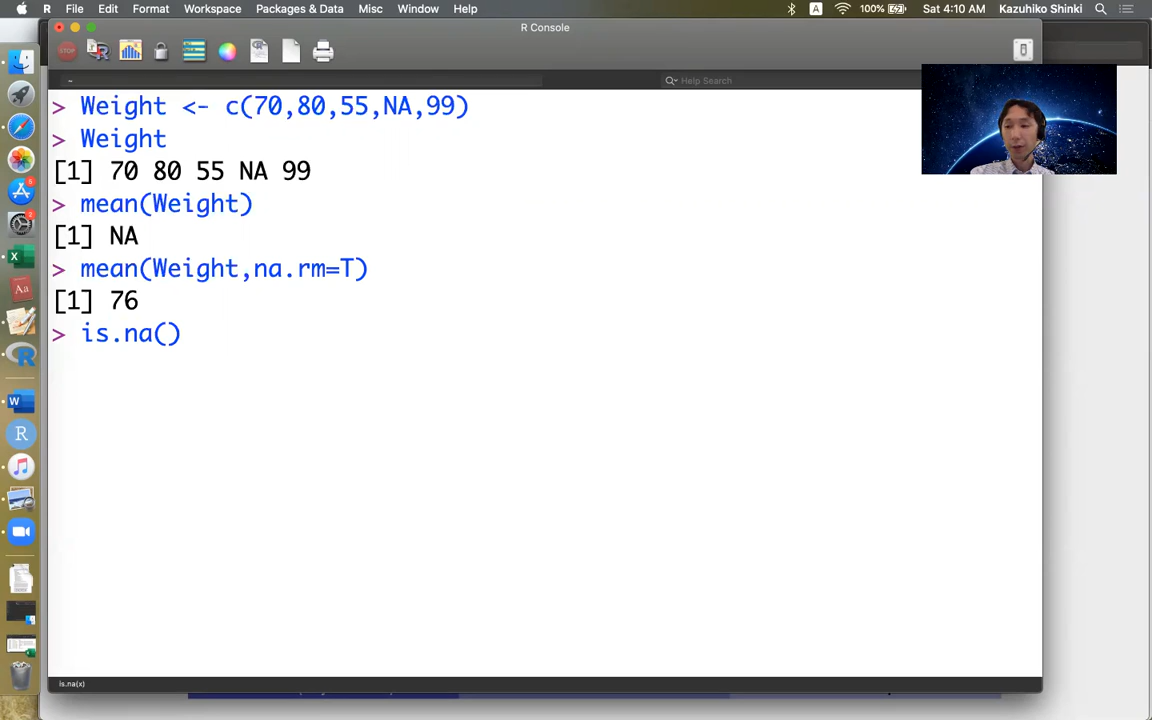 R File Edit Format Workspace Packages & Data Misc Window Help A 100% Sat 4:10 AM Kazuhiko Shinki
R Console
STOP
~ Help Search
> Weight <- c(70,80,55,NA,99)
> Weight
[1] 70 80 55 NA 99
> mean(Weight)
[1] NA
> mean(Weight,na.rm=T)
[1] 76
> is.na()
is.na(x)